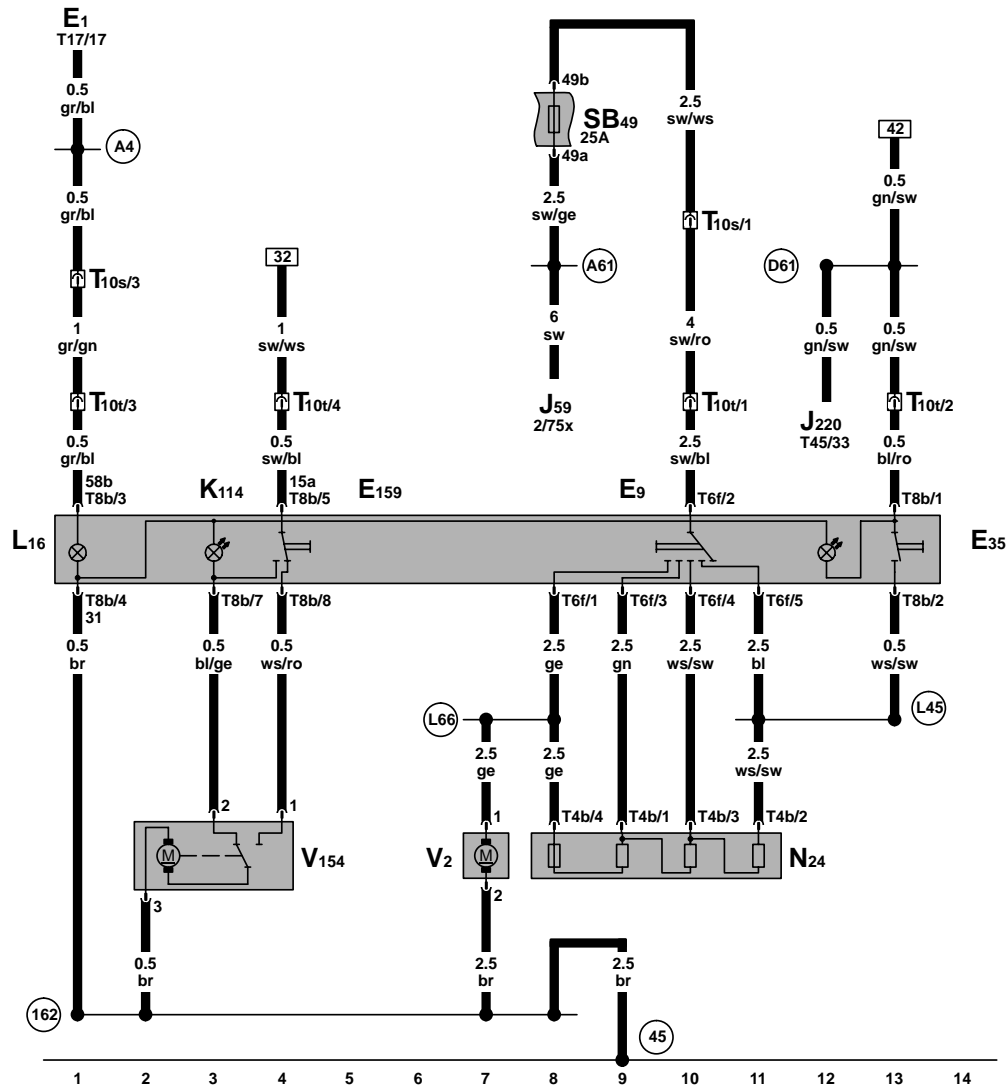 E1
T17/17
0.5
gr/bl
A4
0.5
gr/bl
T10s/3
1
gr/gn
T10t/3
0.5
gr/bl
58b
T8b/3
32
1
sw/ws
T10t/4
0.5
sw/bl
15a
T8b/5
49b
SB49
25A
49a
2.5
sw/ge
A61
6
sw
J59
2/75x
2.5
sw/ws
T10s/1
4
sw/ro
T10t/1
2.5
sw/bl
T6f/2
42
0.5
gn/sw
D61
0.5
gn/sw
J220
T45/33
0.5
gn/sw
T10t/2
0.5
bl/ro
T8b/1
K114
E159
E9
L16
E35
T8b/4
31
T8b/7
T8b/8
T6f/1
T6f/3
T6f/4
T6f/5
T8b/2
0.5
br
0.5
bl/ge
0.5
ws/ro
2.5
ge
2.5
gn
2.5
ws/sw
2.5
bl
0.5
ws/sw
L66
L45
2.5
ge
2.5
ge
2.5
ws/sw
2
1
1
T4b/4
T4b/1
T4b/3
T4b/2
M
V154
V2
M
N24
3
2
0.5
br
2.5
br
2.5
br
162
45
1 2 3 4 5 6 7 8 9 10 11 12 13 14